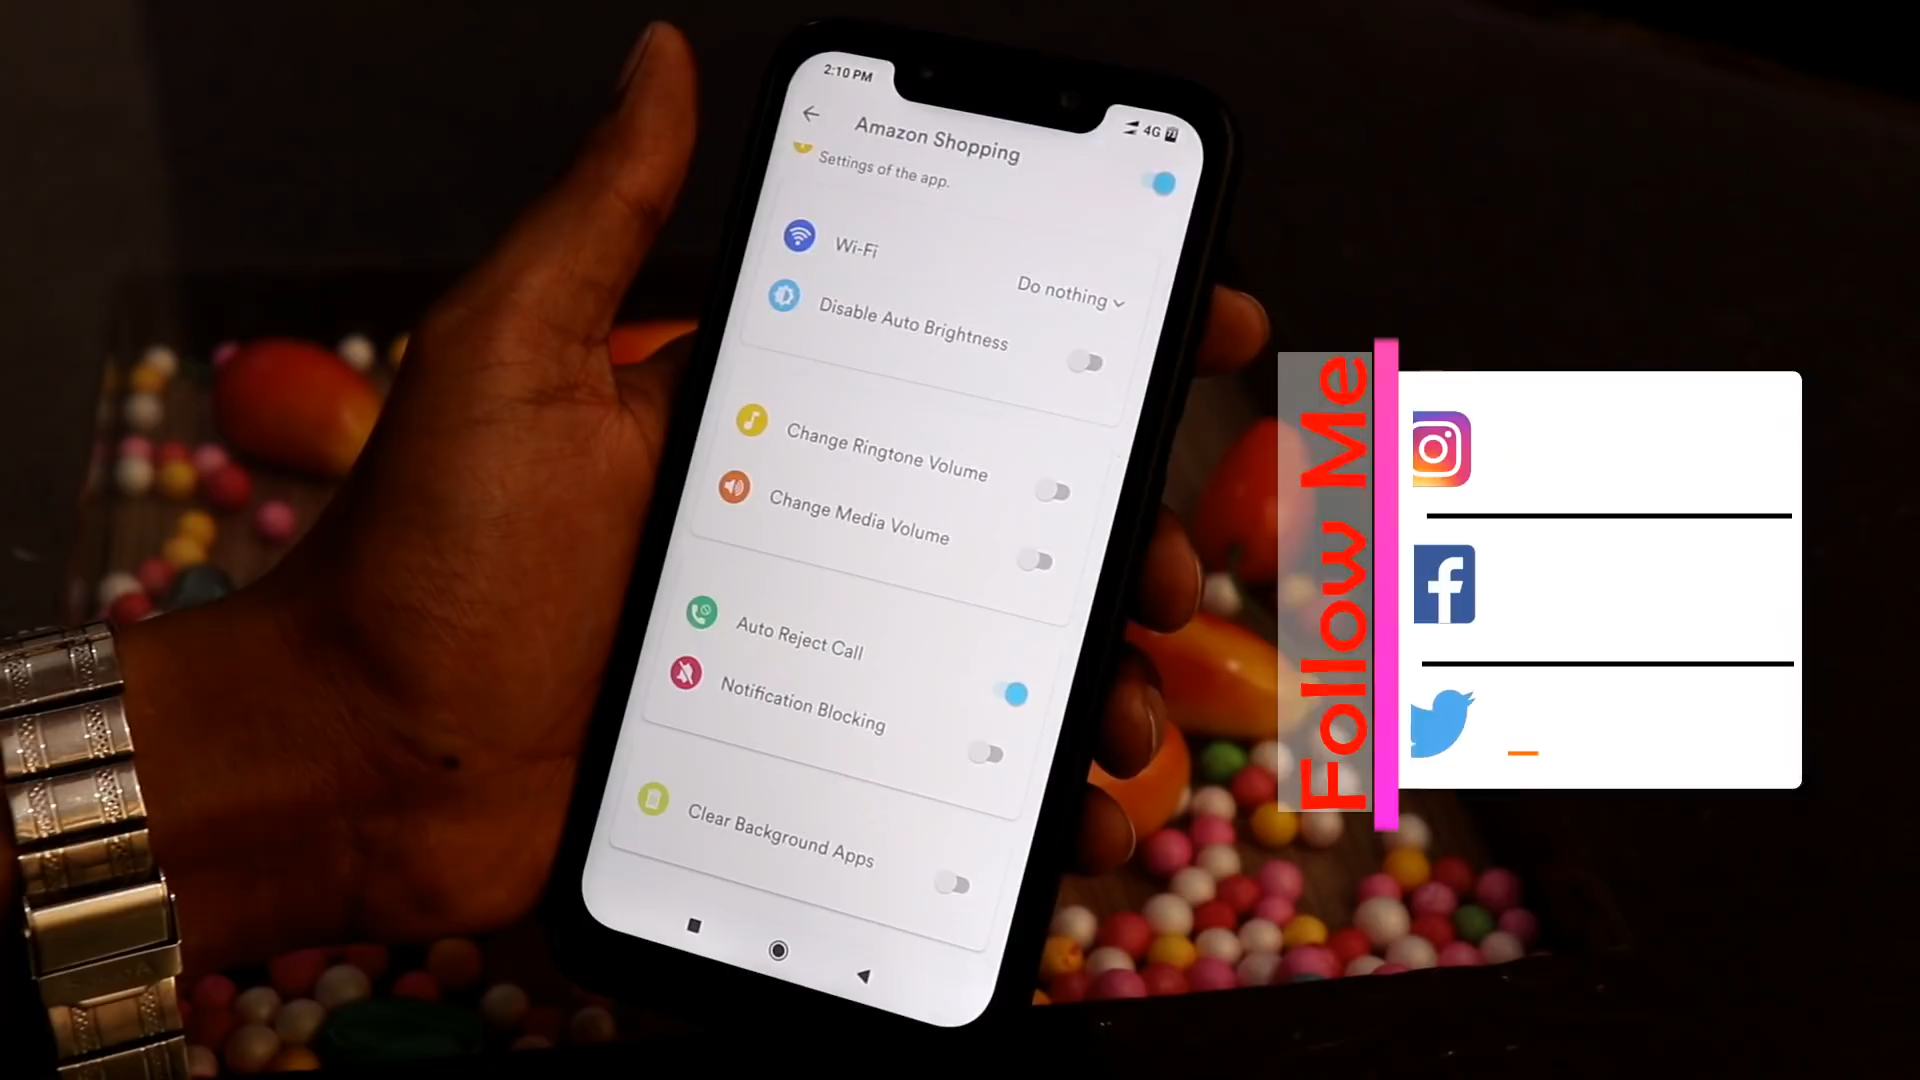 2:10 PM
4G
Amazon Shopping
Settings of the app.
Wi-Fi
Do nothing
Disable Auto Brightness
Change Ringtone Volume
Change Media Volume
Auto Reject Call
Notification Blocking
Clear Background Apps
Follow Me